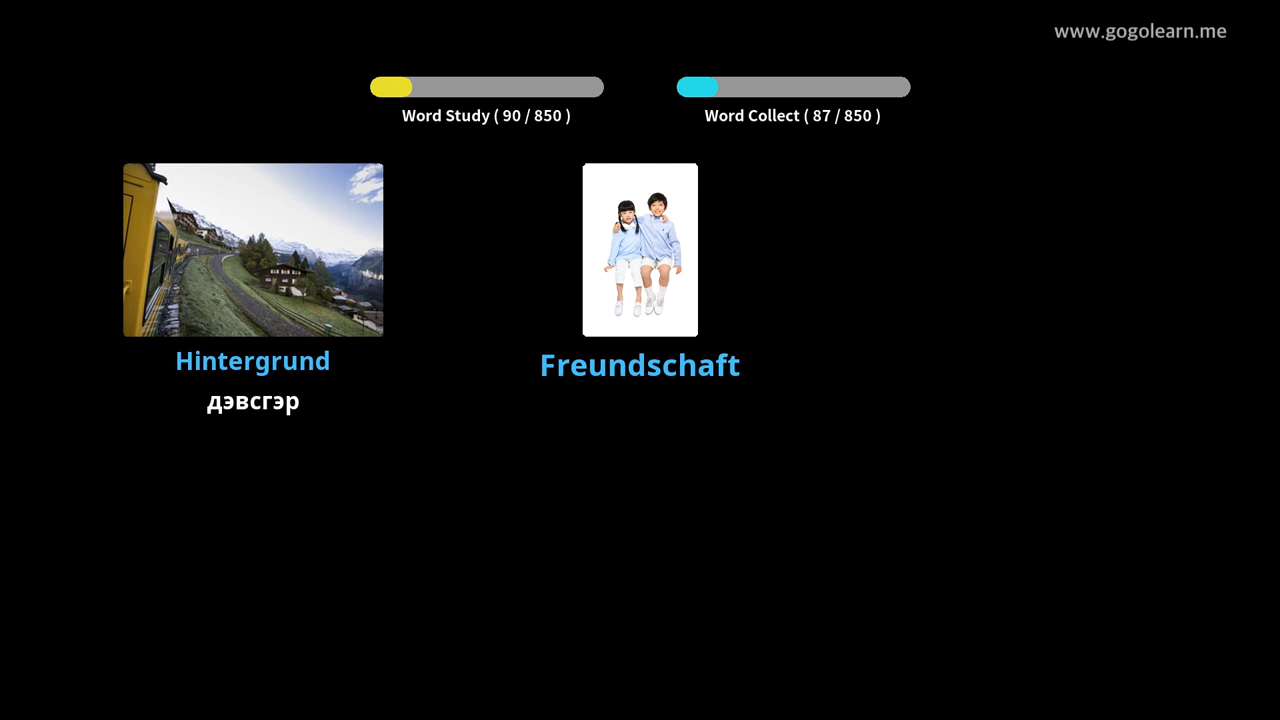 www.gogolearn.me
Word Study ( 90 / 850 )
Word Collect ( 87 / 850 )
Hintergrund
дэвсгэр
Freundschaft